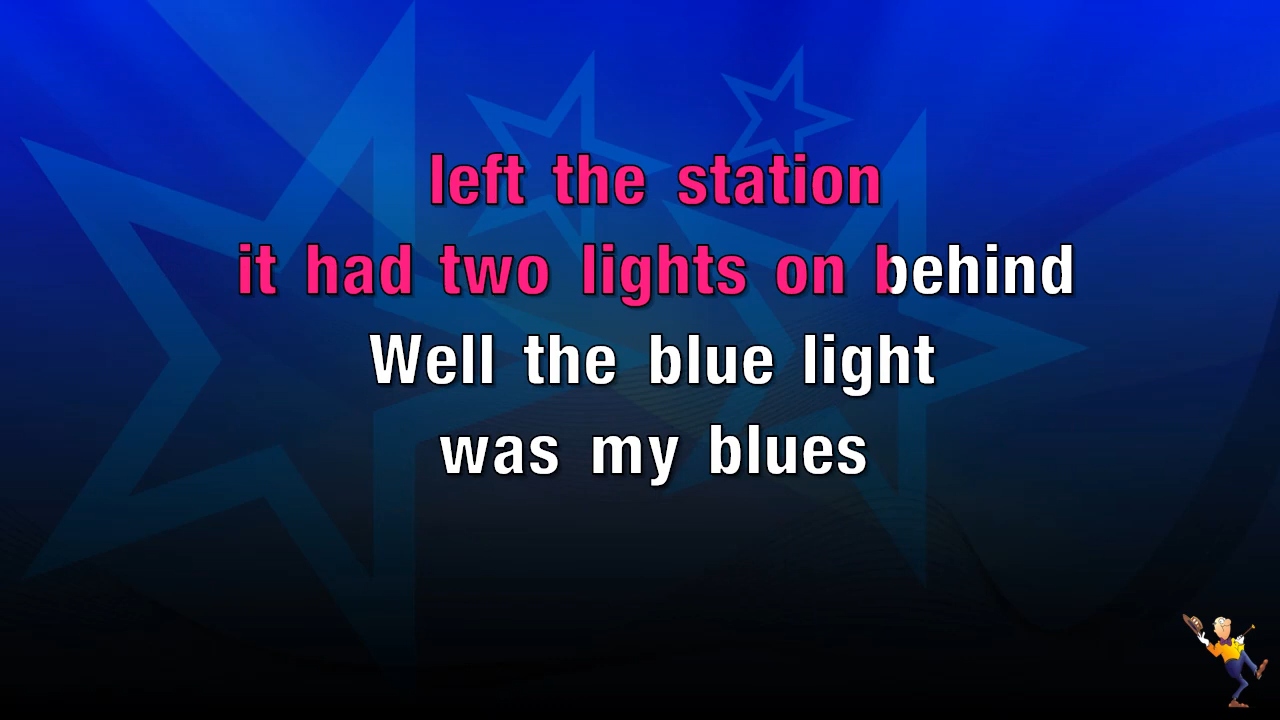 left the station
it had two lights on behind
Well the blue light
was my blues